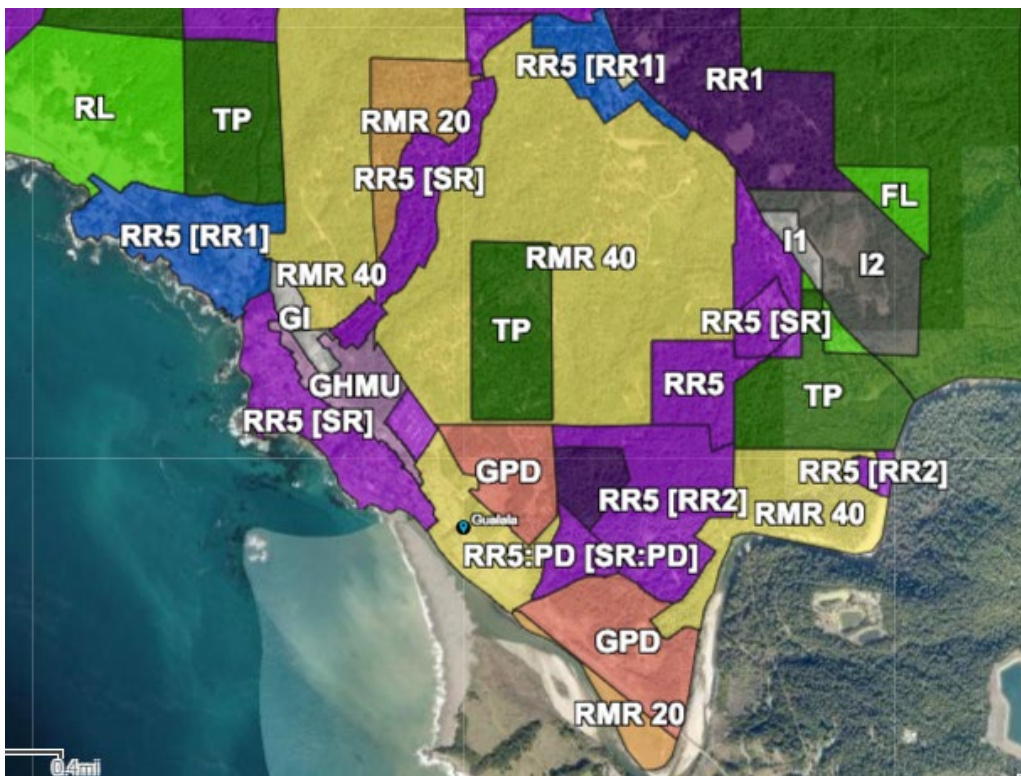 RR5 [RR1]
RR1
RL
TP
RMR 20
RR5 [SR]
FL
RR5 [RR1]
I1
RMR 40
I2
RMR 40
GI
TP
RR5 [SR]
GHMU
RR5
TP
RR5 [SR]
GPD
RR5 [RR2]
RR5 [RR2]
RMR 40
Gualala
RR5:PD [SR:PD]
GPD
RMR 20
0.4mi